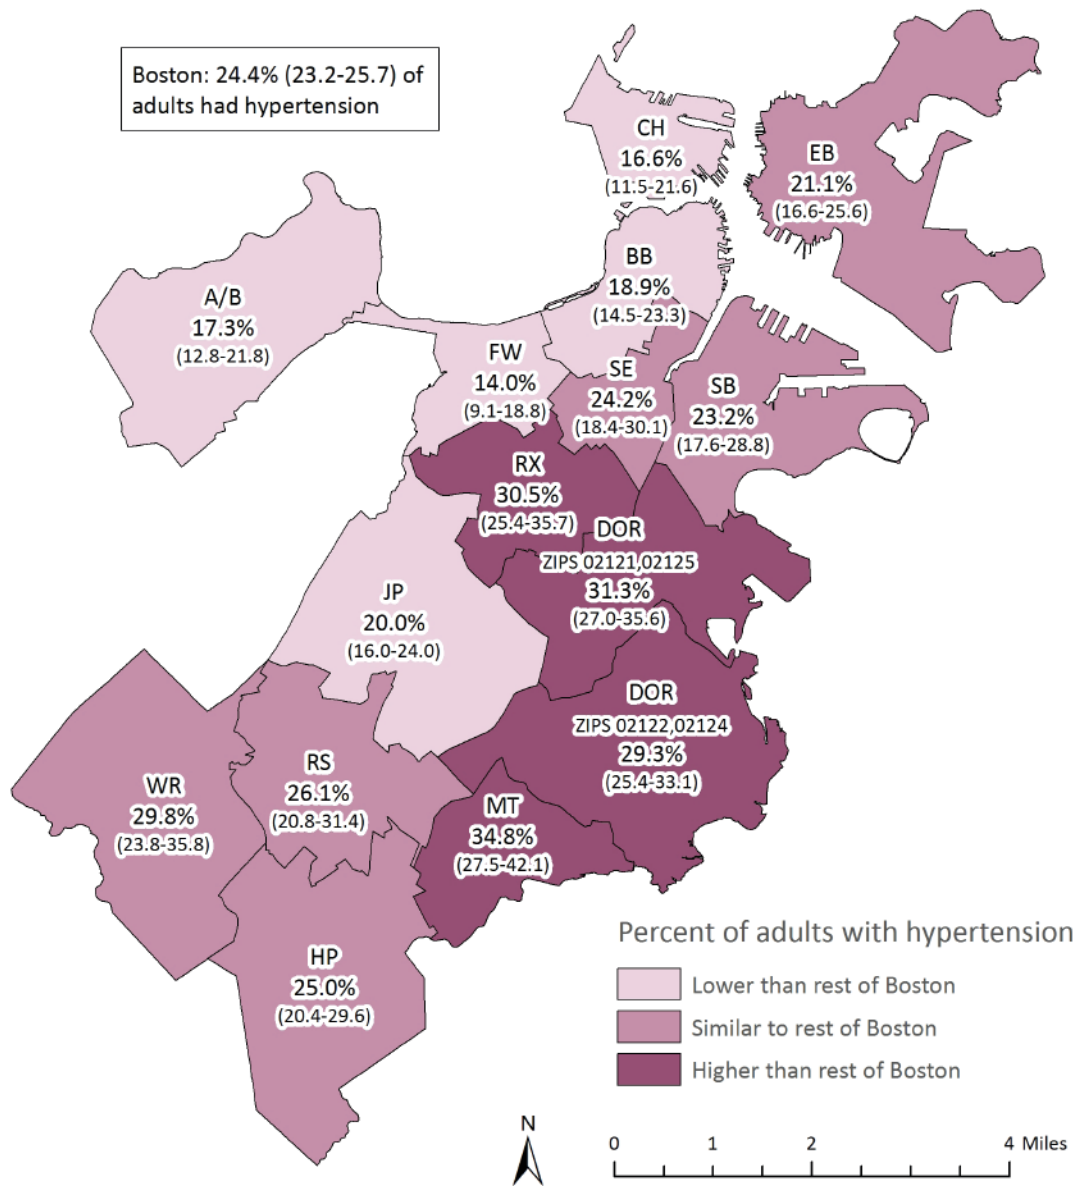 Boston: 24.4% (23.2-25.7) of
adults had hypertension
CH
16.6%
(11.5-21.6)
EB
21.1%
(16.6-25.6)
BB
18.9%
(14.5-23.3)
A/B
17.3%
(12.8-21.8)
FW
14.0%
(9.1-18.8)
SE
24.2%
(18.4-30.1)
SB
23.2%
(17.6-28.8)
RX
30.5%
(25.4-35.7)
DOR
ZIPS 02121,02125
31.3%
(27.0-35.6)
JP
20.0%
(16.0-24.0)
DOR
ZIPS 02122,02124
29.3%
(25.4-33.1)
WR
29.8%
(23.8-35.8)
RS
26.1%
(20.8-31.4)
MT
34.8%
(27.5-42.1)
HP
25.0%
(20.4-29.6)
Percent of adults with hypertension
Lower than rest of Boston
Similar to rest of Boston
Higher than rest of Boston
N
0 1 2 4 Miles